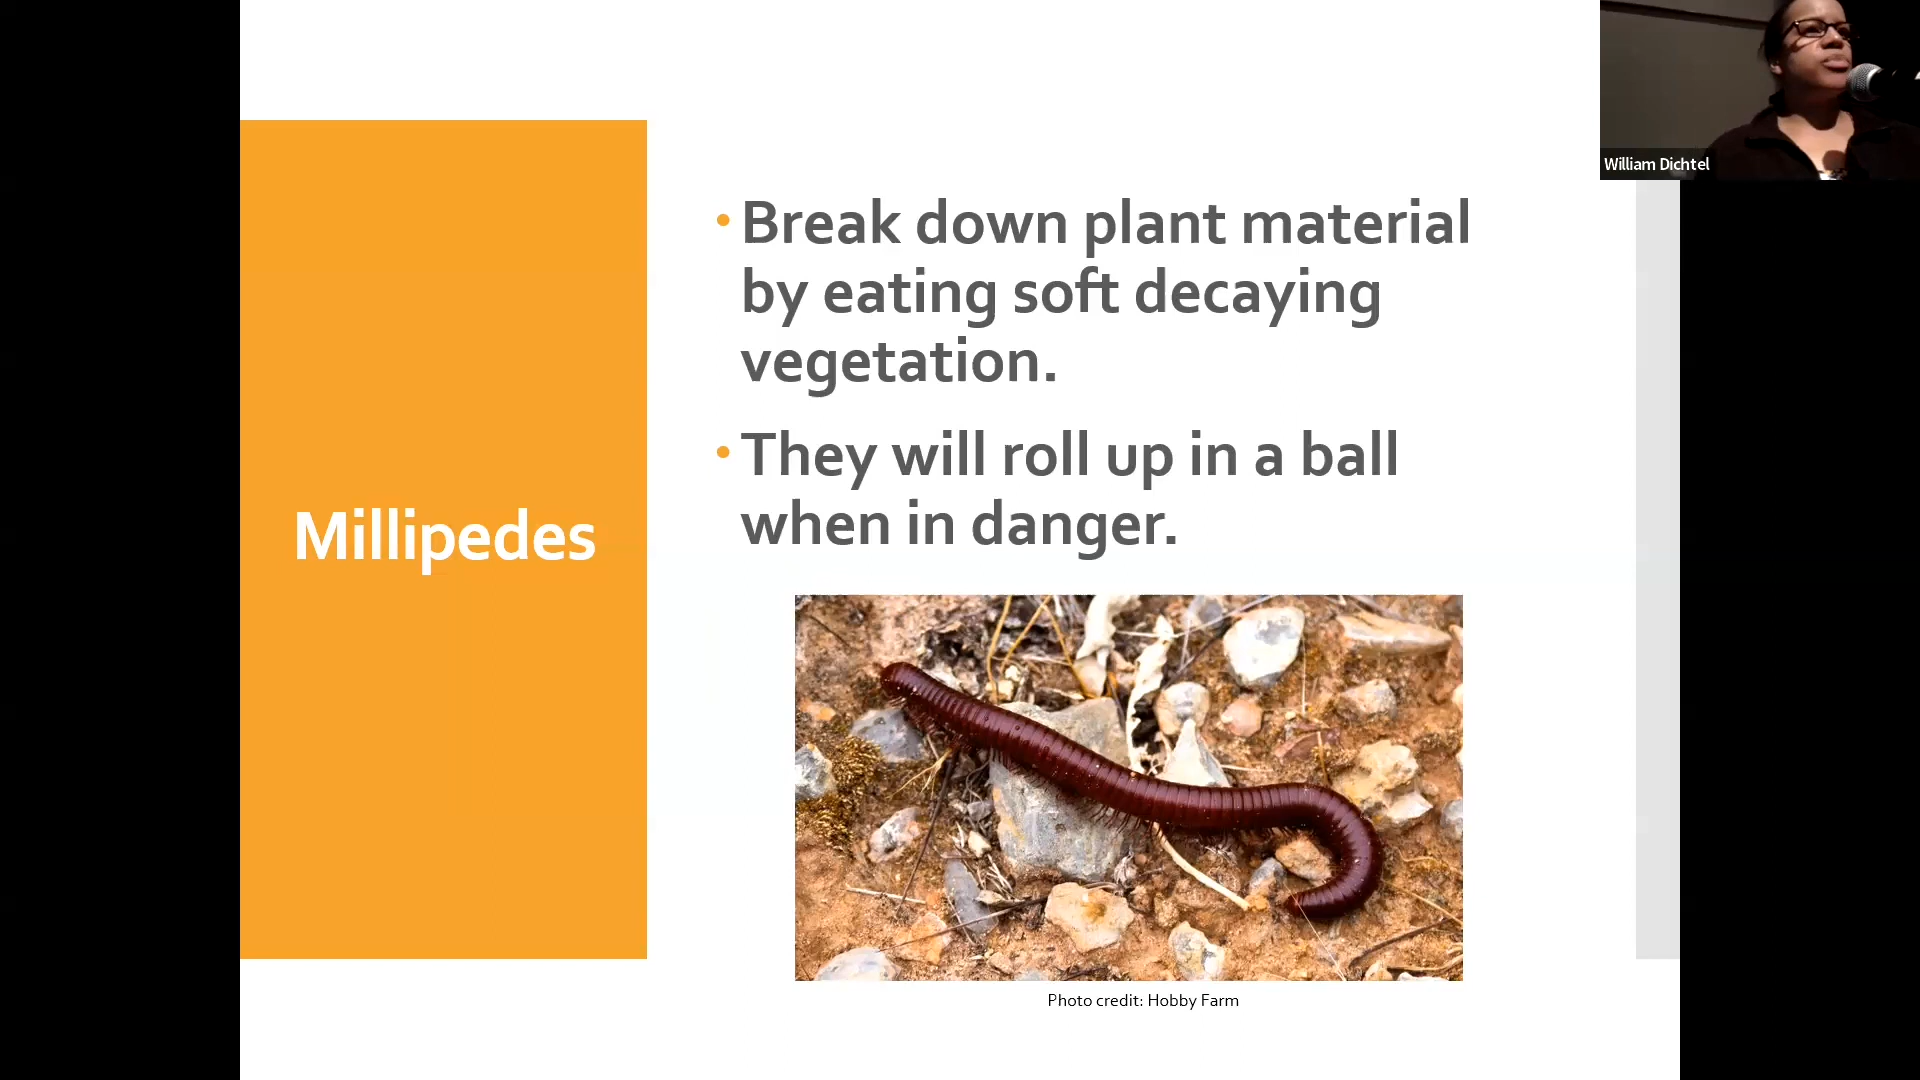 William Dichtel
Millipedes
• Break down plant material
by eating soft decaying
vegetation.
• They will roll up in a ball
when in danger.
Photo credit: Hobby Farm